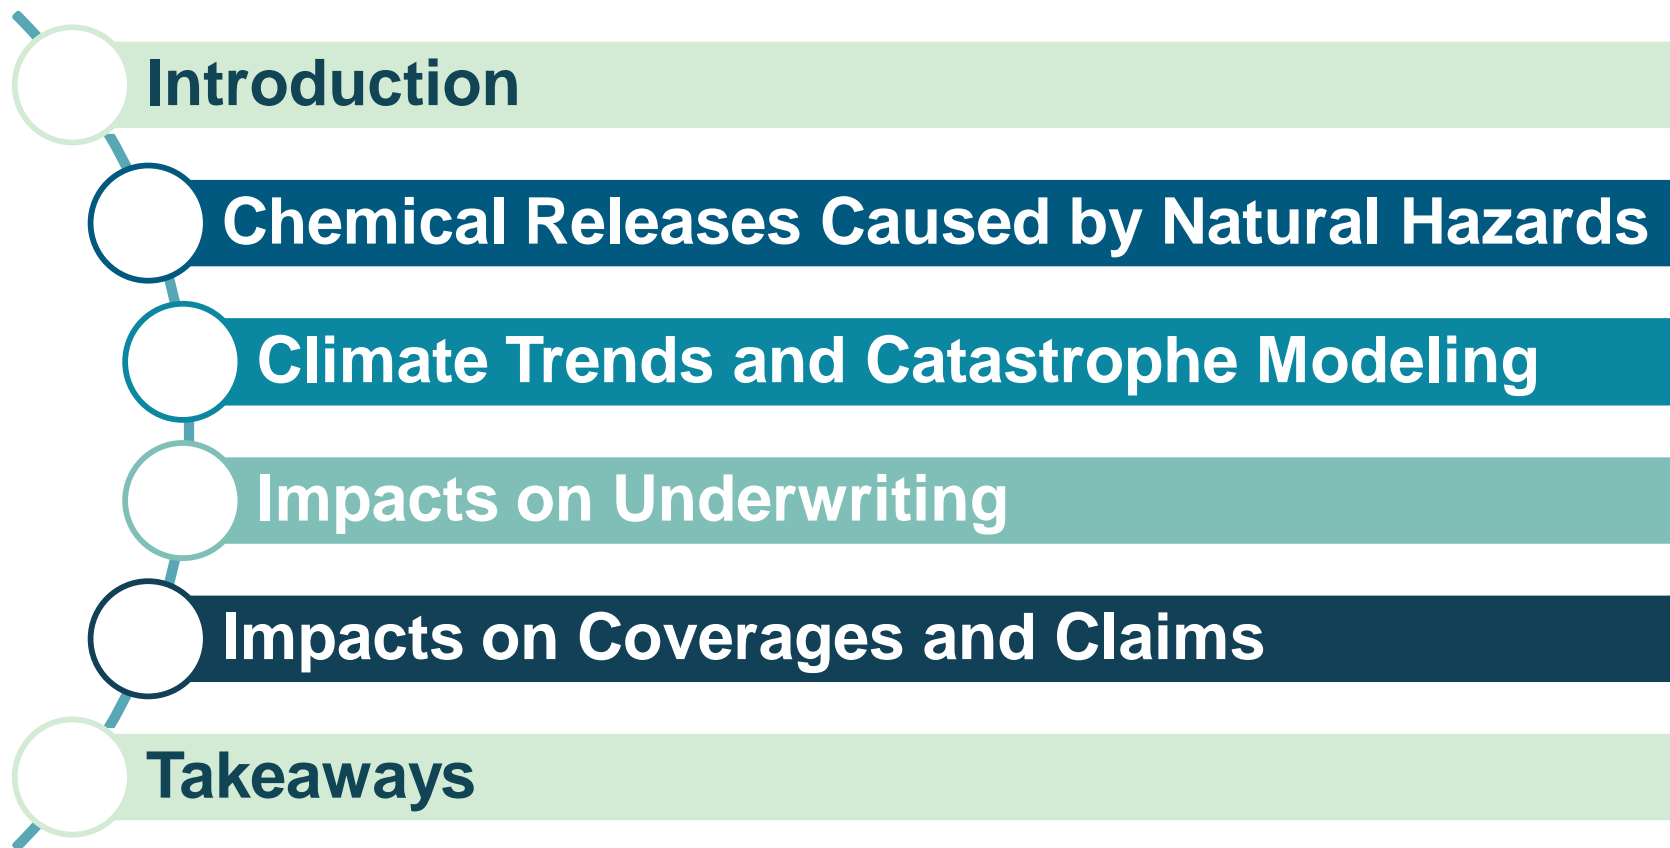 Introduction
Chemical Releases Caused by Natural Hazards
Climate Trends and Catastrophe Modeling
Impacts on Underwriting
Impacts on Coverages and Claims
Takeaways